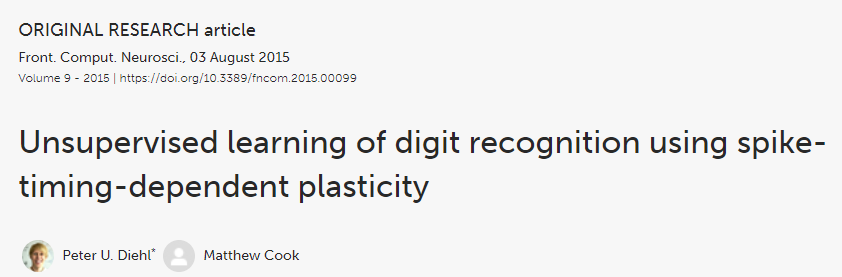 ORIGINAL RESEARCH article
Front. Comput. Neurosci., 03 August 2015
Volume 9 - 2015 | https://doi.org/10.3389/fncom.2015.00099
Unsupervised learning of digit recognition using spike-
timing-dependent plasticity
Peter U. Diehl* Matthew Cook